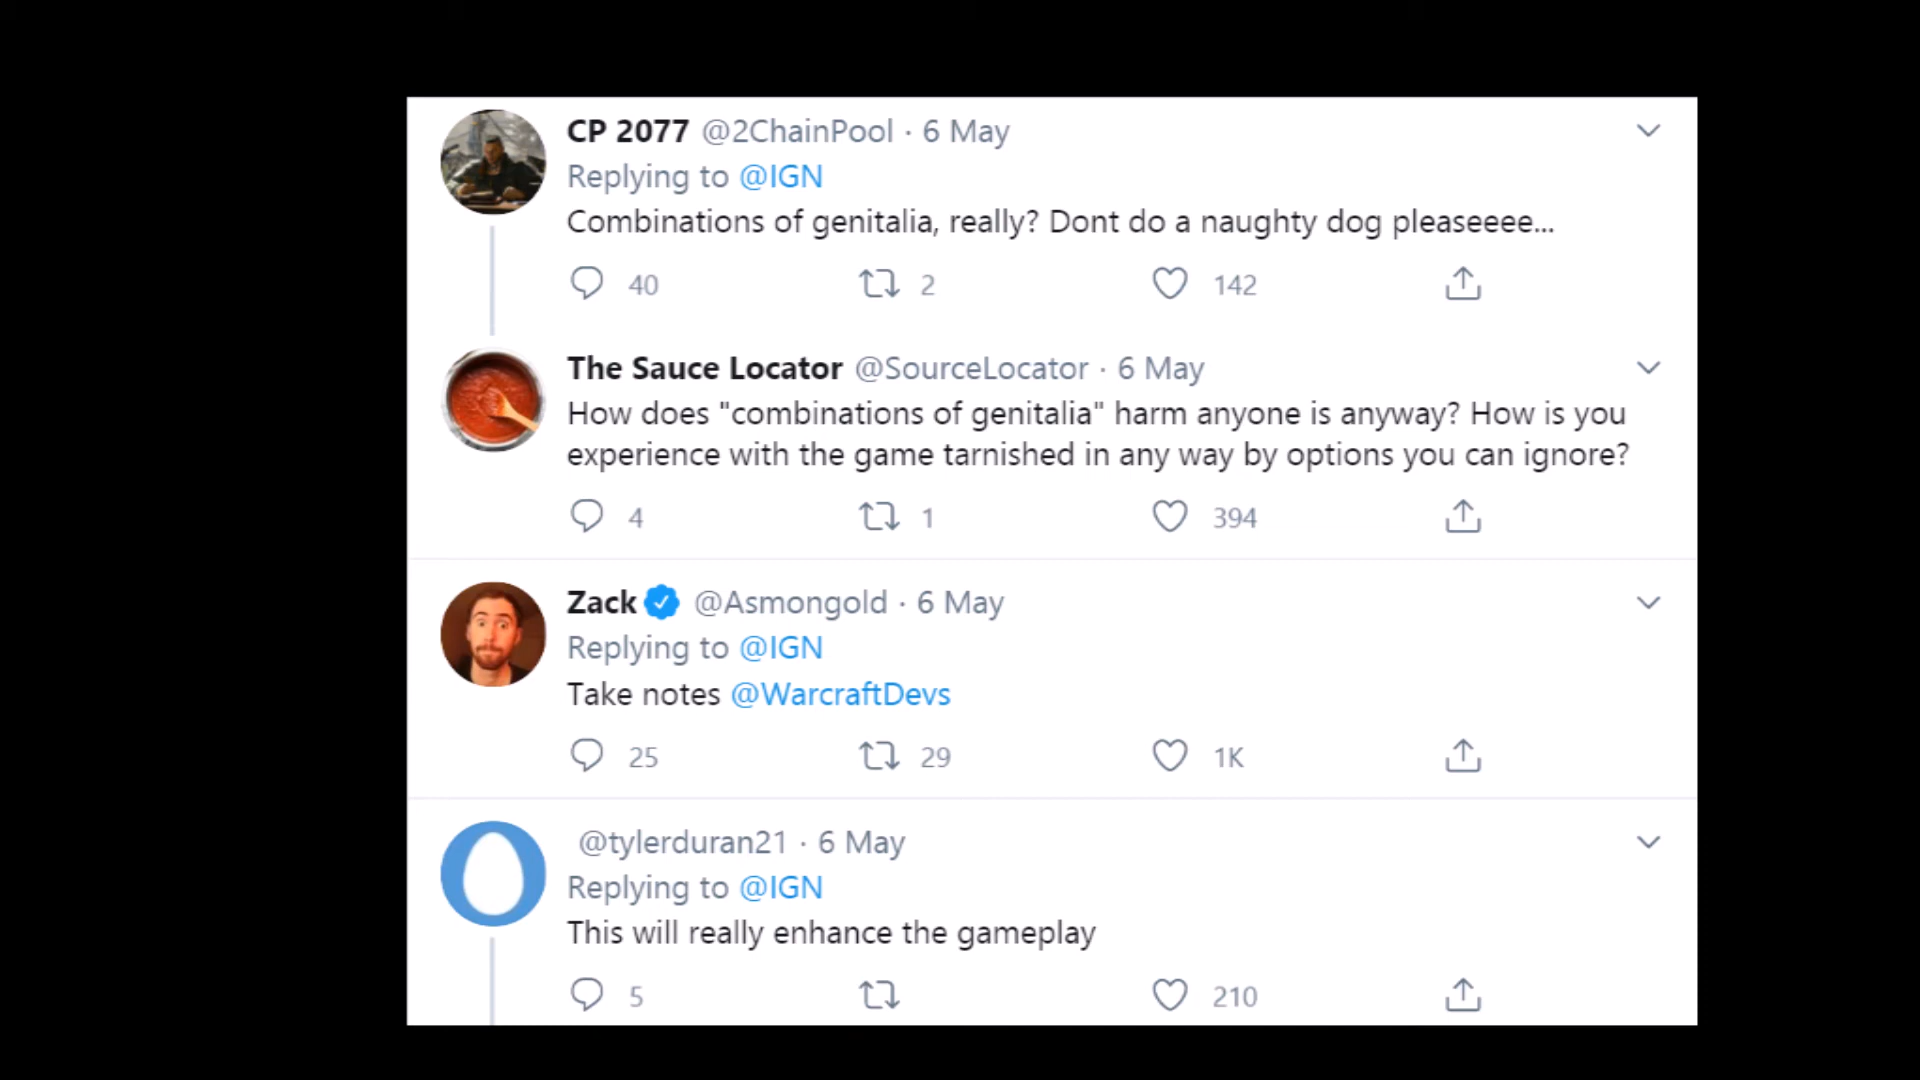 CP 2077 @2ChainPool · 6 May
Replying to @IGN
Combinations of genitalia, really? Dont do a naughty dog pleaseeee...
40 2 142
The Sauce Locator @SourceLocator · 6 May
How does "combinations of genitalia" harm anyone is anyway? How is you
experience with the game tarnished in any way by options you can ignore?
4 1 394
Zack @Asmongold · 6 May
Replying to @IGN
Take notes @WarcraftDevs
25 29 1K
@tylerduran21 · 6 May
Replying to @IGN
This will really enhance the gameplay
5 210